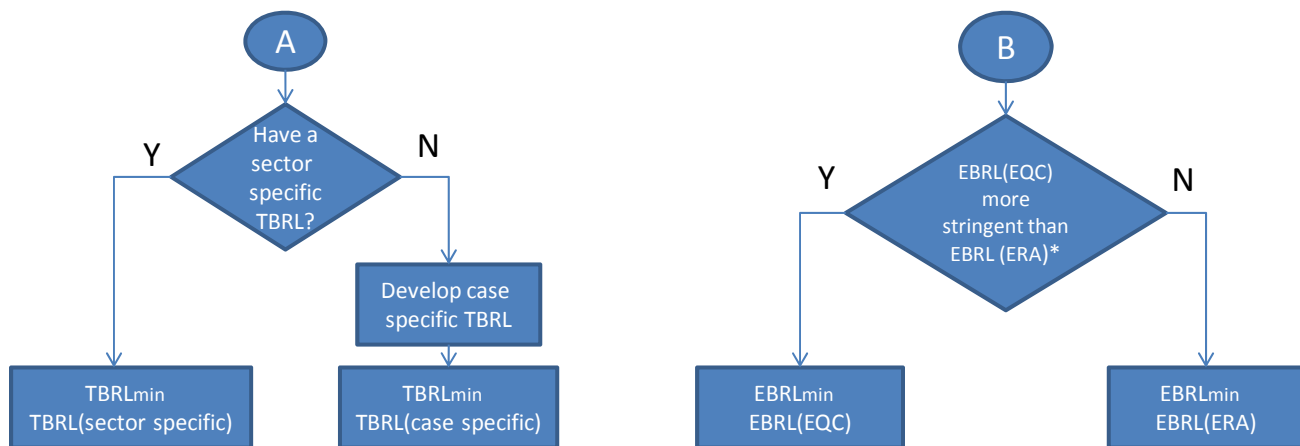 A
Have a
sector
specific
TBRL?
Y
N
Develop case
specific TBRL
TBRLmin
TBRL(sector specific)
TBRLmin
TBRL(case specific)
B
EBRL(EQC)
more
stringent than
EBRL (ERA)*
Y
N
EBRLmin
EBRL(EQC)
EBRLmin
EBRL(ERA)